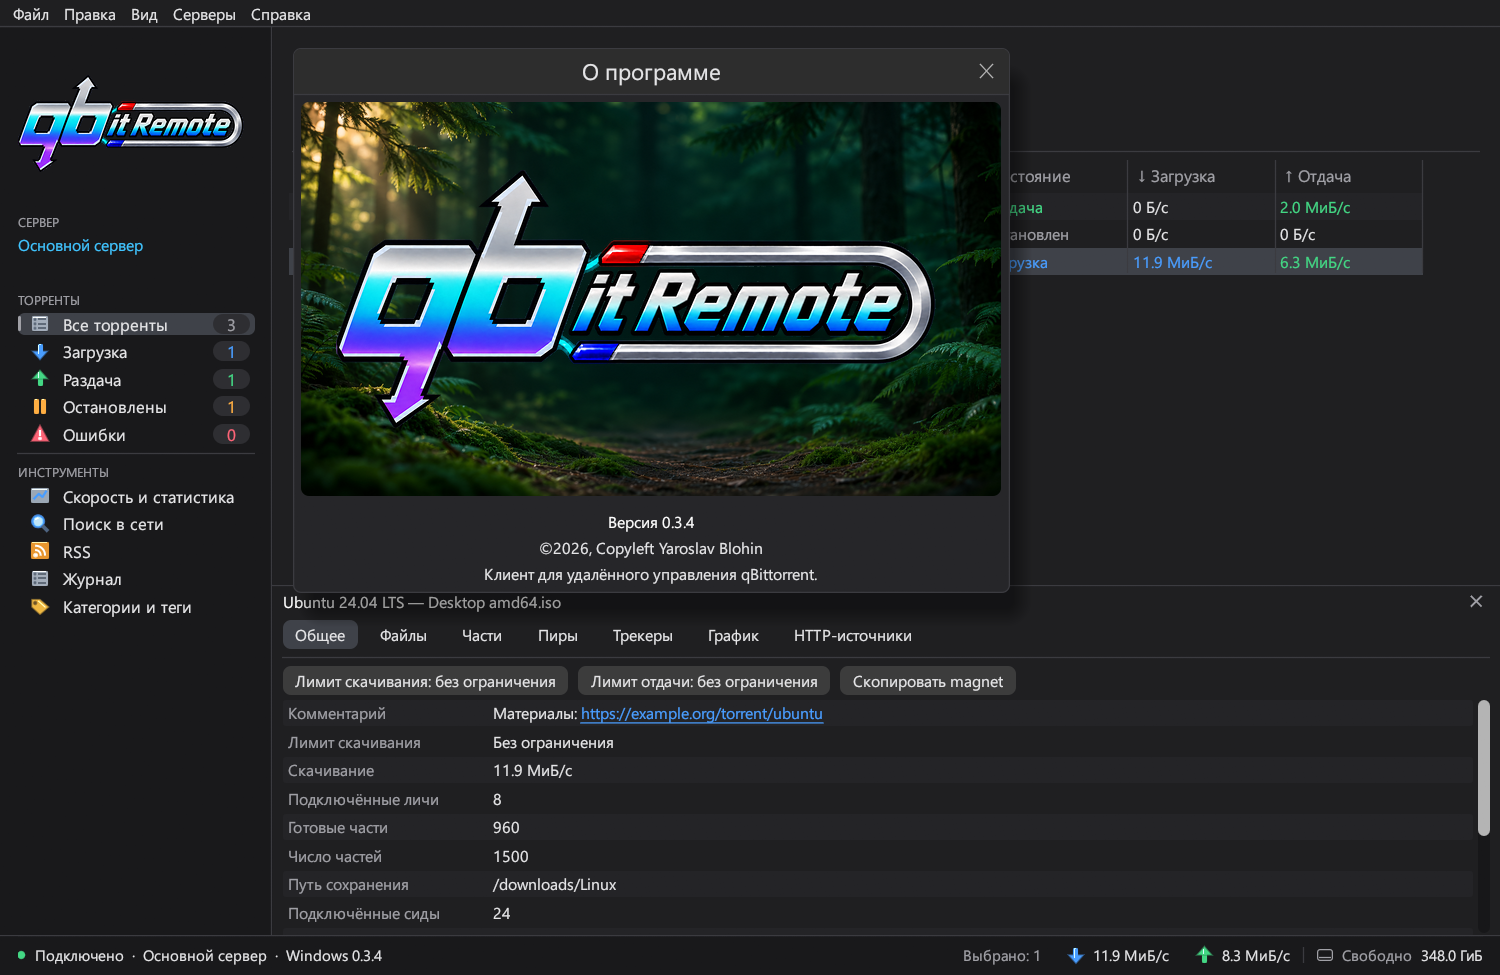 Файл Правка Вид Серверы Справка
qbit Remote
СЕРВЕР
Основной сервер
ТОРРЕНТЫ
Все торренты 3
Загрузка 1
Раздача 1
Остановлены 1
Ошибки 0
ИНСТРУМЕНТЫ
Скорость и статистика
Поиск в сети
RSS
Журнал
Категории и теги
О программе
qbit Remote
Версия 0.3.4
©2026, Copyleft Yaroslav Blohin
Клиент для удалённого управления qBittorrent.
стояние ↓ Загрузка ↑ Отдача
дача 0 Б/с 2.0 МиБ/с
ановлен 0 Б/с 0 Б/с
рузка 11.9 МиБ/с 6.3 МиБ/с
Ubuntu 24.04 LTS — Desktop amd64.iso
Общее Файлы Части Пиры Трекеры График HTTP-источники
Лимит скачивания: без ограничения Лимит отдачи: без ограничения Скопировать magnet
Комментарий Материалы: https://example.org/torrent/ubuntu
Лимит скачивания Без ограничения
Скачивание 11.9 МиБ/с
Подключённые личи 8
Готовые части 960
Число частей 1500
Путь сохранения /downloads/Linux
Подключённые сиды 24
Подключено · Основной сервер · Windows 0.3.4 Выбрано: 1 11.9 МиБ/с 8.3 МиБ/с Свободно 348.0 ГиБ